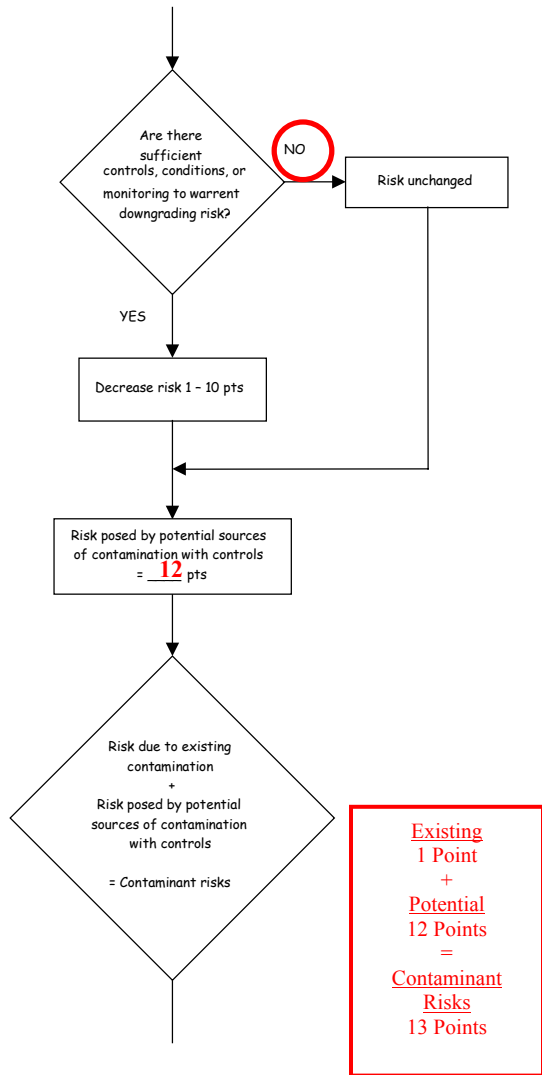 Are there
sufficient
controls, conditions, or
monitoring to warrent
downgrading risk?
NO
Risk unchanged
YES
Decrease risk 1 – 10 pts
Risk posed by potential sources
of contamination with controls
= 12 pts
Risk due to existing
contamination
+
Risk posed by potential
sources of contamination
with controls
= Contaminant risks
Existing
1 Point
+
Potential
12 Points
=
Contaminant
Risks
13 Points